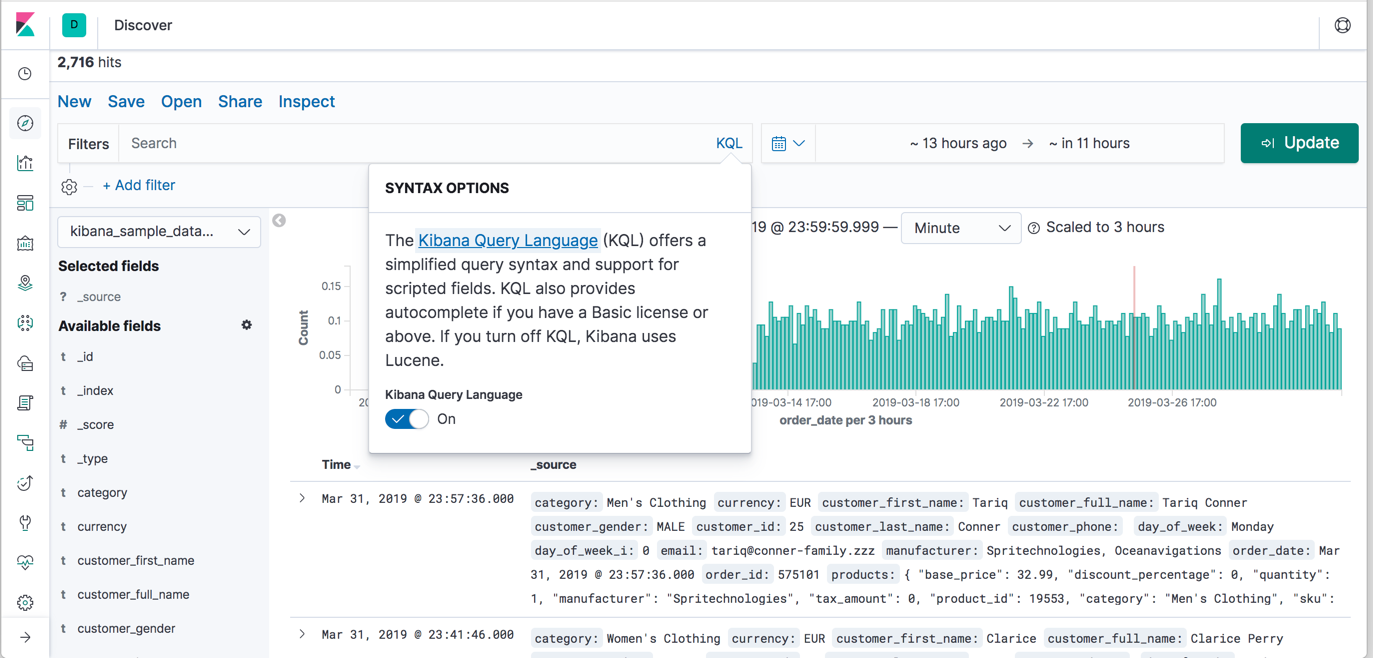 D Discover
2,716 hits
New Save Open Share Inspect
Filters Search KQL ~ 13 hours ago → ~ in 11 hours Update
+ Add filter
SYNTAX OPTIONS
The Kibana Query Language (KQL) offers a
simplified query syntax and support for
scripted fields. KQL also provides
autocomplete if you have a Basic license or
above. If you turn off KQL, Kibana uses
Lucene.
Kibana Query Language
On
kibana_sample_data...
Selected fields
? _source
Available fields
t _id
t _index
# _score
t _type
t category
t currency
t customer_first_name
t customer_full_name
t customer_gender
19 @ 23:59:59.999 — Minute Scaled to 3 hours
Count
0.15
0.1
0.05
0
20
019-03-14 17:00 2019-03-18 17:00 2019-03-22 17:00 2019-03-26 17:00
order_date per 3 hours
Time _source
Mar 31, 2019 @ 23:57:36.000
category: Men's Clothing currency: EUR customer_first_name: Tariq customer_full_name: Tariq Conner
customer_gender: MALE customer_id: 25 customer_last_name: Conner customer_phone: day_of_week: Monday
day_of_week_i: 0 email: tariq@conner-family.zzz manufacturer: Spritechnologies, Oceanavigations order_date: Mar
31, 2019 @ 23:57:36.000 order_id: 575101 products: { "base_price": 32.99, "discount_percentage": 0, "quantity":
1, "manufacturer": "Spritechnologies", "tax_amount": 0, "product_id": 19553, "category": "Men's Clothing", "sku":
Mar 31, 2019 @ 23:41:46.000
category: Women's Clothing currency: EUR customer_first_name: Clarice customer_full_name: Clarice Perry